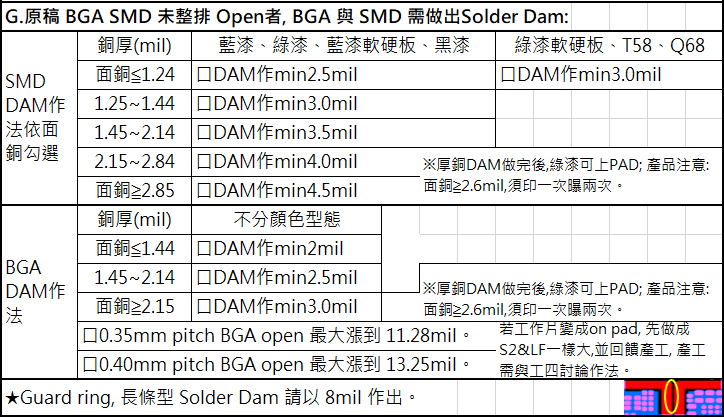 G.原稿 BGA SMD 未整排 Open者, BGA 與 SMD 需做出Solder Dam:
銅厚(mil) 藍漆、綠漆、藍漆軟硬板、黑漆 綠漆軟硬板、T58、Q68
SMD
DAM作
法依面
銅勾選
面銅≦1.24 口DAM作min2.5mil 口DAM作min3.0mil
1.25~1.44 口DAM作min3.0mil
1.45~2.14 口DAM作min3.5mil
2.15~2.84 口DAM作min4.0mil
面銅≧2.85 口DAM作min4.5mil
※厚銅DAM做完後,綠漆可上PAD; 產品注意:
面銅≧2.6mil,須印一次曝兩次。
銅厚(mil) 不分顏色型態
BGA
DAM作
法
面銅≦1.44 口DAM作min2mil
1.45~2.14 口DAM作min2.5mil
面銅≧2.15 口DAM作min3.0mil
※厚銅DAM做完後,綠漆可上PAD; 產品注意:
面銅≧2.6mil,須印一次曝兩次。
口0.35mm pitch BGA open 最大漲到 11.28mil。
口0.40mm pitch BGA open 最大漲到 13.25mil。
若工作片變成on pad, 先做成
S2&LF一樣大,並回饋產工, 產工
需與工四討論作法。
★Guard ring, 長條型 Solder Dam 請以 8mil 作出。